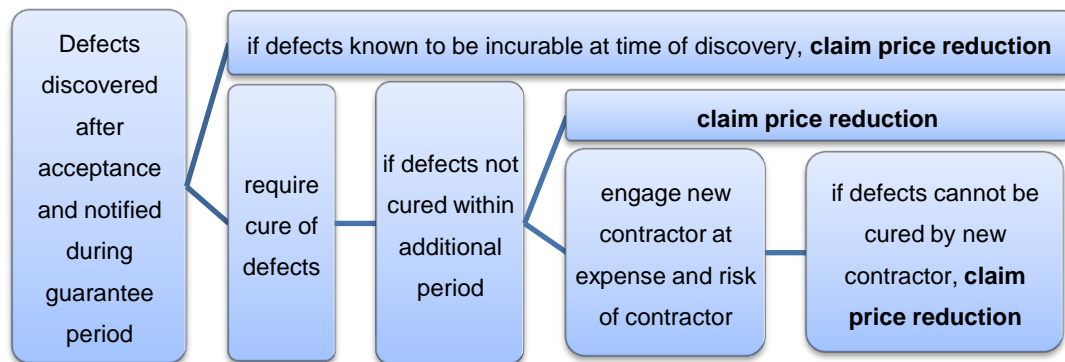 Defects
discovered
after
acceptance
and notified
during
guarantee
period
if defects known to be incurable at time of discovery, claim price reduction
require
cure of
defects
if defects not
cured within
additional
period
claim price reduction
engage new
contractor at
expense and risk
of contractor
if defects cannot be
cured by new
contractor, claim
price reduction